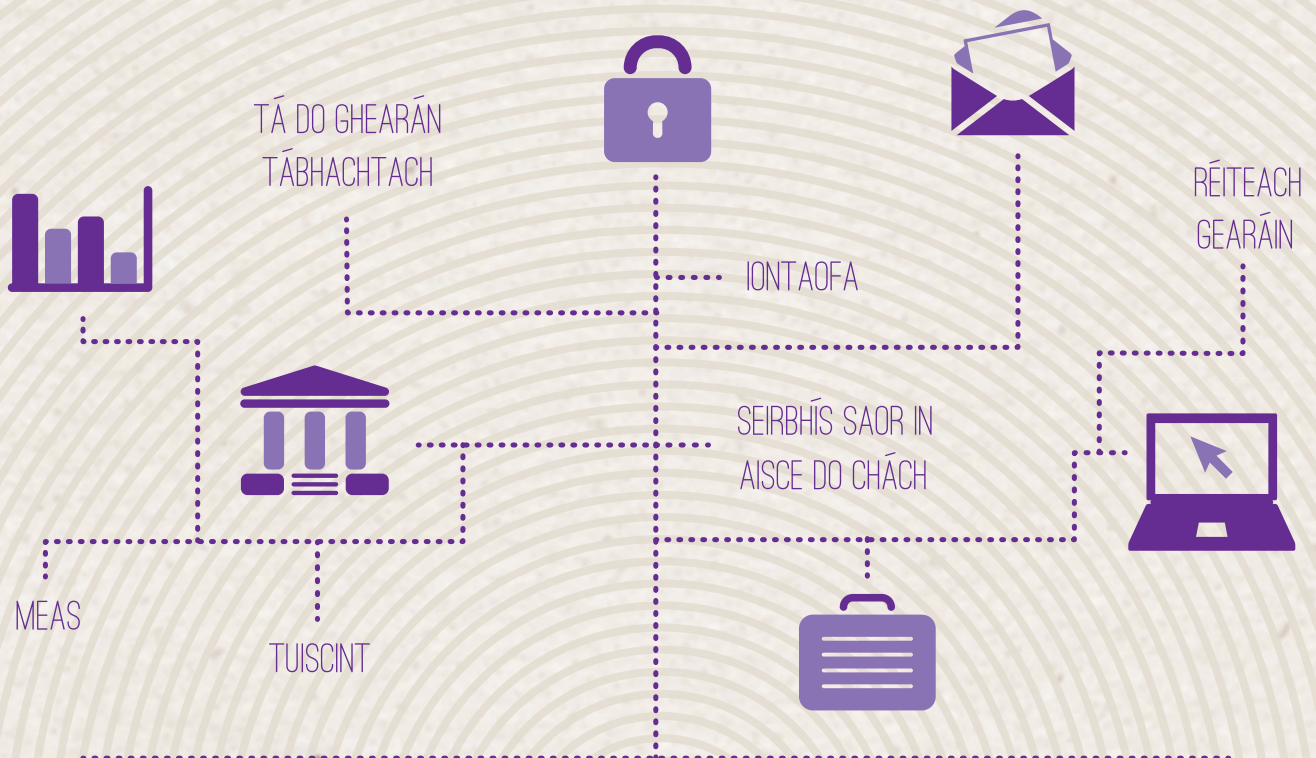 TÁ DO GHEARÁN
TÁBHACHTACH
RÉITEACH
GEARÁIN
IONTAOFA
SEIRBHÍS SAOR IN
AISCE DO CHÁCH
MEAS
TUISCINT